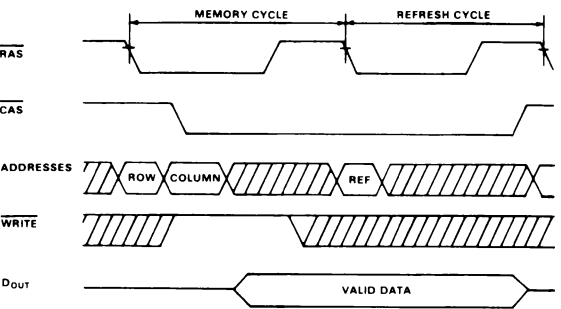 MEMORY CYCLE
REFRESH CYCLE
RAS
CAS
ADDRESSES
ROW
COLUMN
REF
WRITE
DOUT
VALID DATA